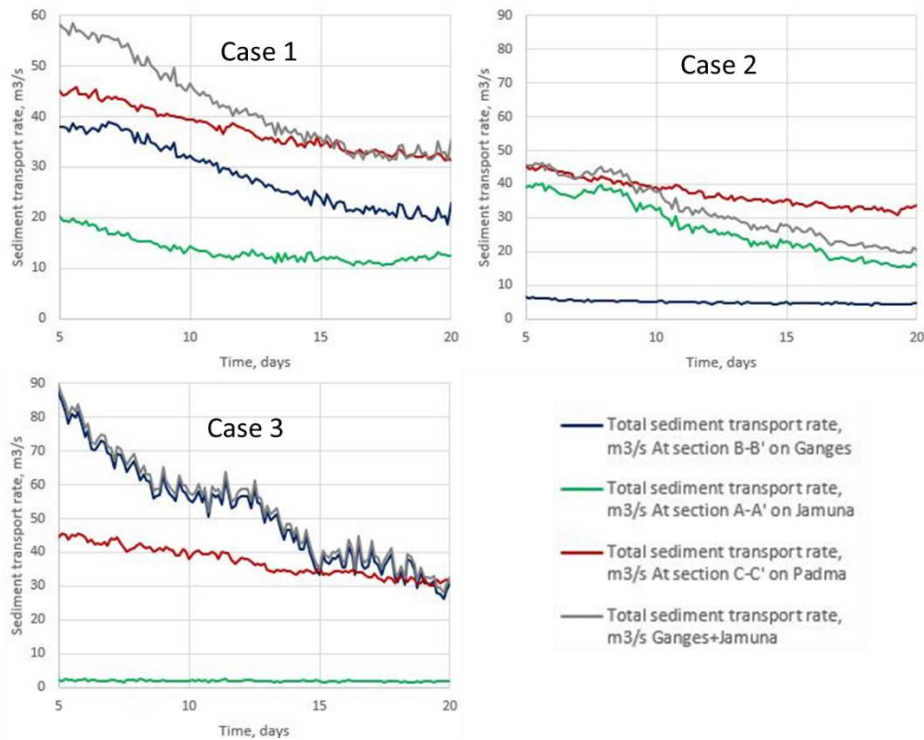 60
50
40
30
20
10
0
Sediment transport rate, m3/s
Case 1
5
10
15
20
Time, days
90
80
70
60
50
40
30
20
10
0
Sediment transport rate, m3/s
Case 2
5
10
15
20
Time, days
90
80
70
60
50
40
30
20
10
0
Sediment transport rate, m3/s
Case 3
5
10
15
20
Time, days
Total sediment transport rate,
m3/s At section B-B' on Ganges
Total sediment transport rate,
m3/s At section A-A' on Jamuna
Total sediment transport rate,
m3/s At section C-C' on Padma
Total sediment transport rate,
m3/s Ganges+Jamuna